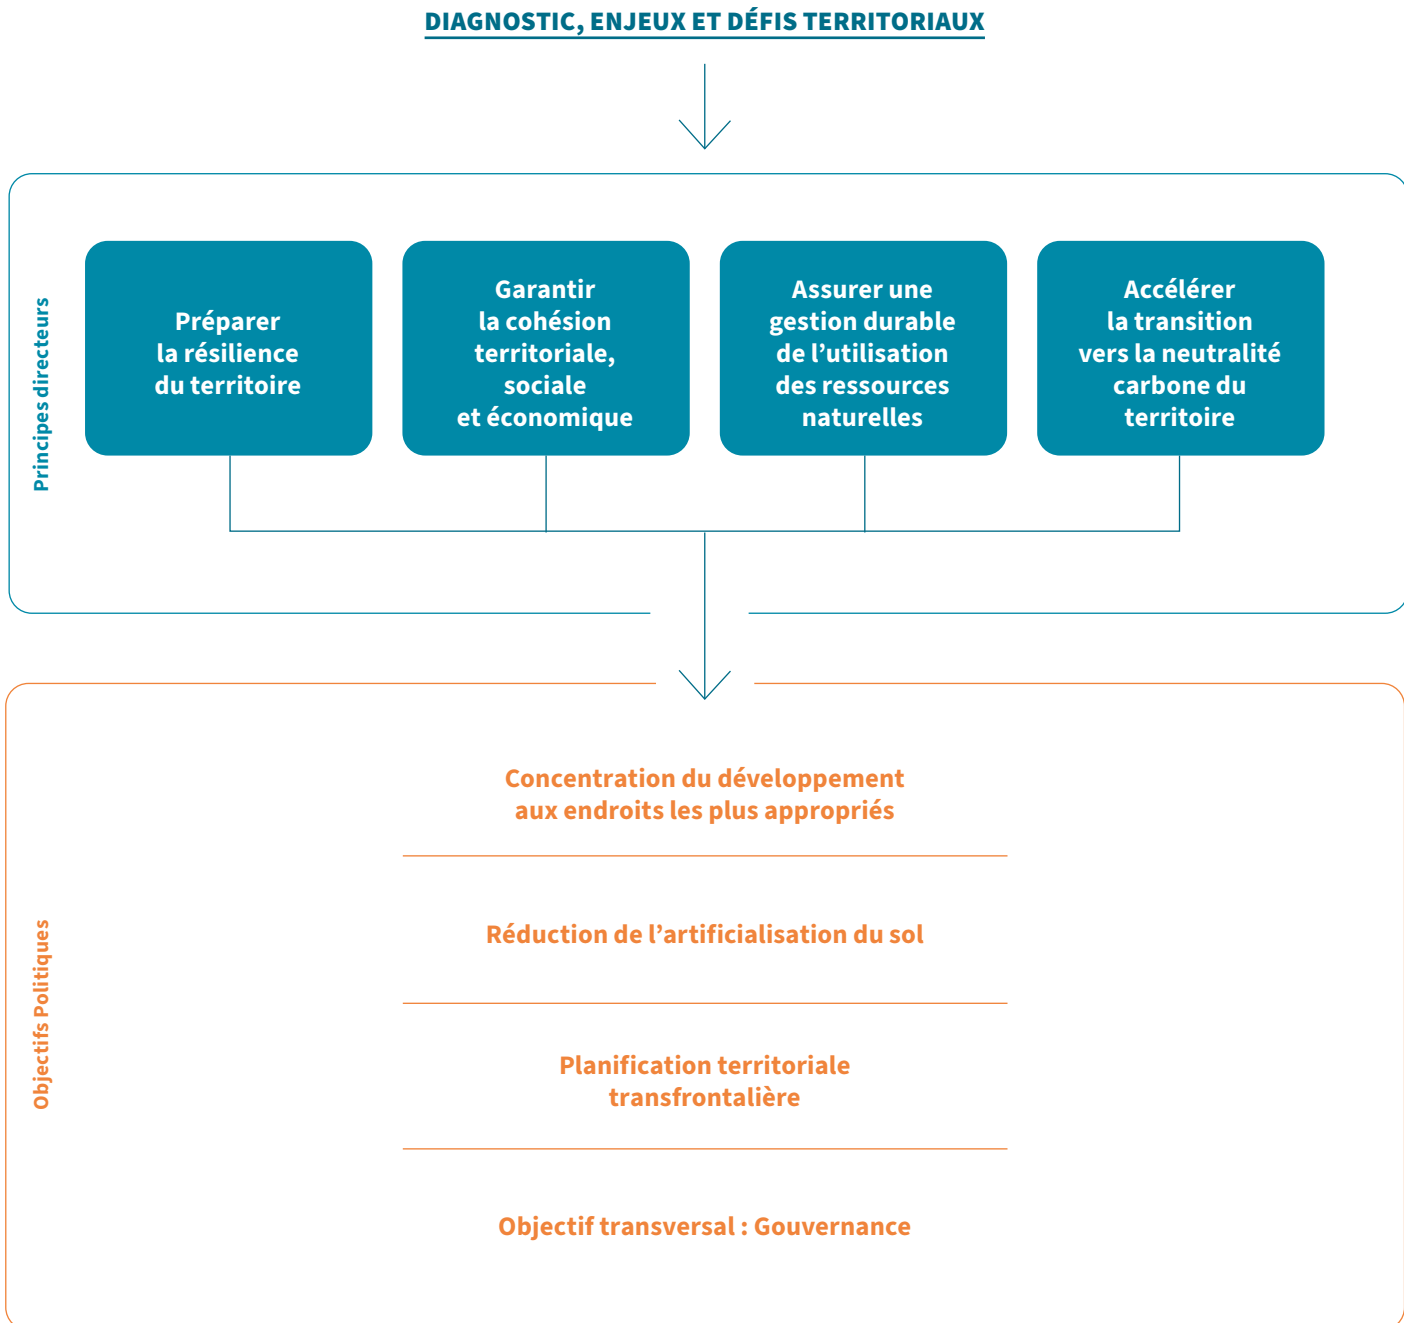 DIAGNOSTIC, ENJEUX ET DÉFIS TERRITORIAUX
Principes directeurs
Préparer
la résilience
du territoire
Garantir
la cohésion
territoriale,
sociale
et économique
Assurer une
gestion durable
de l’utilisation
des ressources
naturelles
Accélérer
la transition
vers la neutralité
carbone du
territoire
Objectifs Politiques
Concentration du développement
aux endroits les plus appropriés
Réduction de l’artificialisation du sol
Planification territoriale
transfrontalière
Objectif transversal : Gouvernance